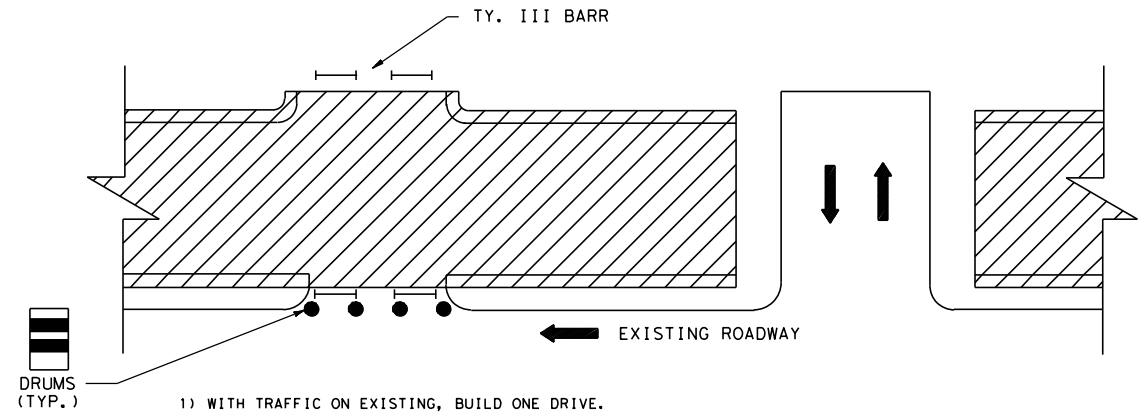 TY. III BARR
EXISTING ROADWAY
DRUMS
(TYP.)
1) WITH TRAFFIC ON EXISTING, BUILD ONE DRIVE.